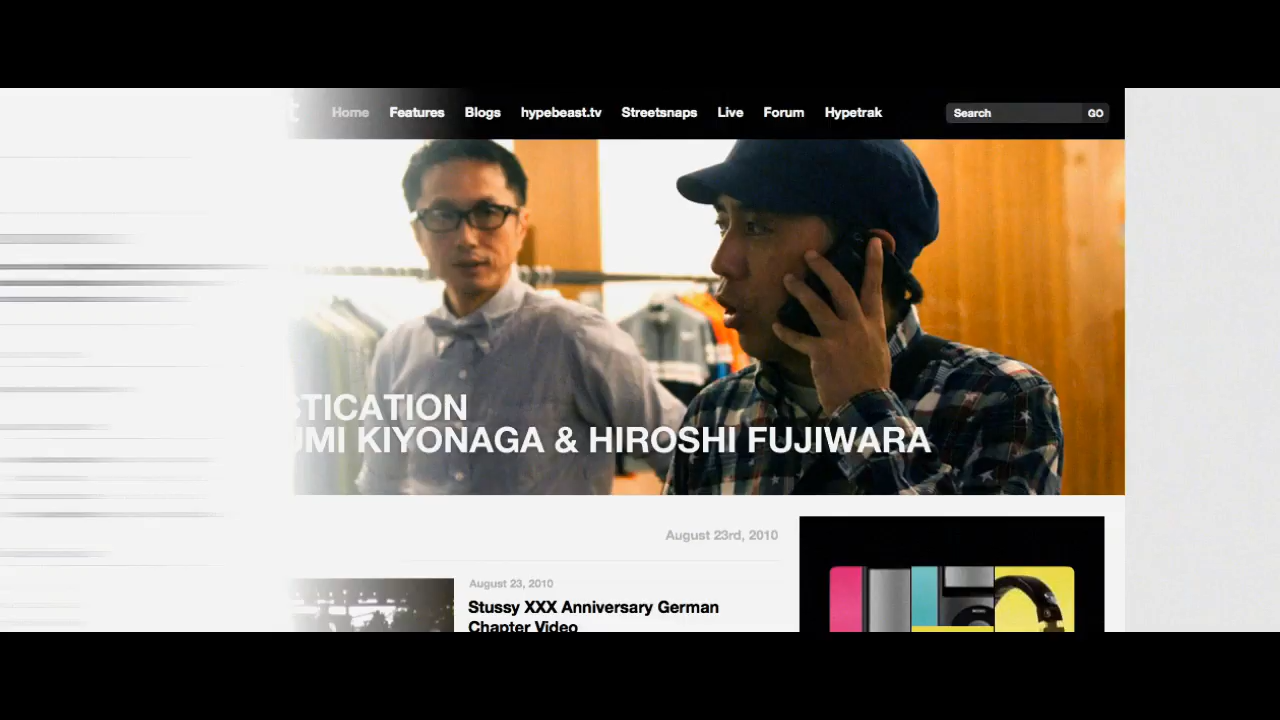 t Home Features Blogs hypebeast.tv Streetsnaps Live Forum Hypetrak Search GO
STICATION
UMI KIYONAGA & HIROSHI FUJIWARA
August 23rd, 2010
August 23, 2010
Stussy XXX Anniversary German
Chapter Video